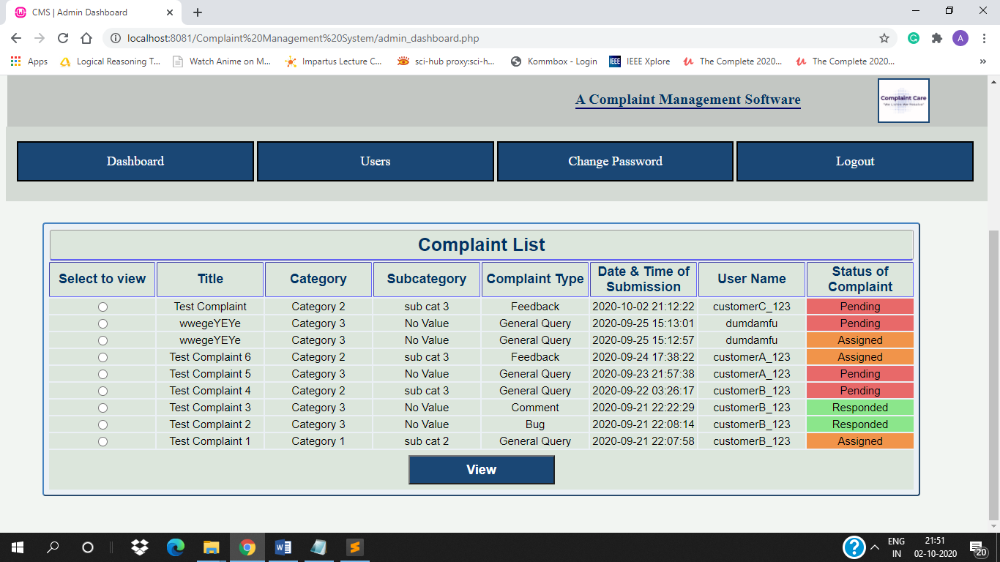 CMS | Admin Dashboard
localhost:8081/Complaint%20Management%20System/admin_dashboard.php
A
Apps Logical Reasoning T... Watch Anime on M... Impartus Lecture C... sci-hub proxy:sci-h... Kommbox - Login IEEE IEEE Xplore The Complete 2020... The Complete 2020... »
A Complaint Management Software
Complaint Care
Dashboard Users Change Password Logout
Complaint List
Select to view Title Category Subcategory Complaint Type Date & Time of Submission User Name Status of Complaint
Test Complaint Category 2 sub cat 3 Feedback 2020-10-02 21:12:22 customerC_123 Pending
wwegeYEYe Category 3 No Value General Query 2020-09-25 15:13:01 dumdamfu Pending
wwegeYEYe Category 3 No Value General Query 2020-09-25 15:12:57 dumdamfu Assigned
Test Complaint 6 Category 2 sub cat 3 Feedback 2020-09-24 17:38:22 customerA_123 Assigned
Test Complaint 5 Category 3 No Value General Query 2020-09-23 21:57:38 customerA_123 Pending
Test Complaint 4 Category 2 sub cat 3 General Query 2020-09-22 03:26:17 customerB_123 Pending
Test Complaint 3 Category 3 No Value Comment 2020-09-21 22:22:29 customerB_123 Responded
Test Complaint 2 Category 3 No Value Bug 2020-09-21 22:08:14 customerB_123 Responded
Test Complaint 1 Category 1 sub cat 2 General Query 2020-09-21 22:07:58 customerB_123 Assigned
View
ENG 21:51
IN 02-10-2020 20